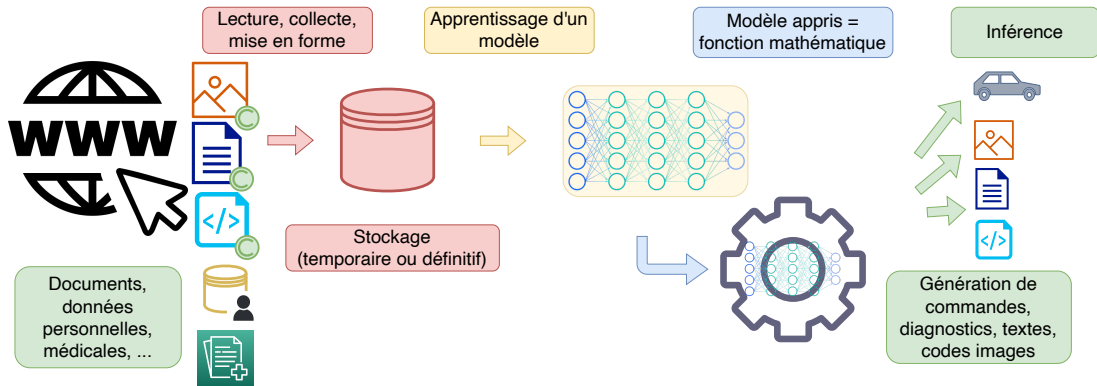 Lecture, collecte,
mise en forme
Apprentissage d'un
modèle
Modèle appris =
fonction mathématique
Inférence
www
©
©
</>
©
Stockage
(temporaire ou définitif)
Documents,
données
personnelles,
médicales, ...
</>
Génération de
commandes,
diagnostics, textes,
codes images